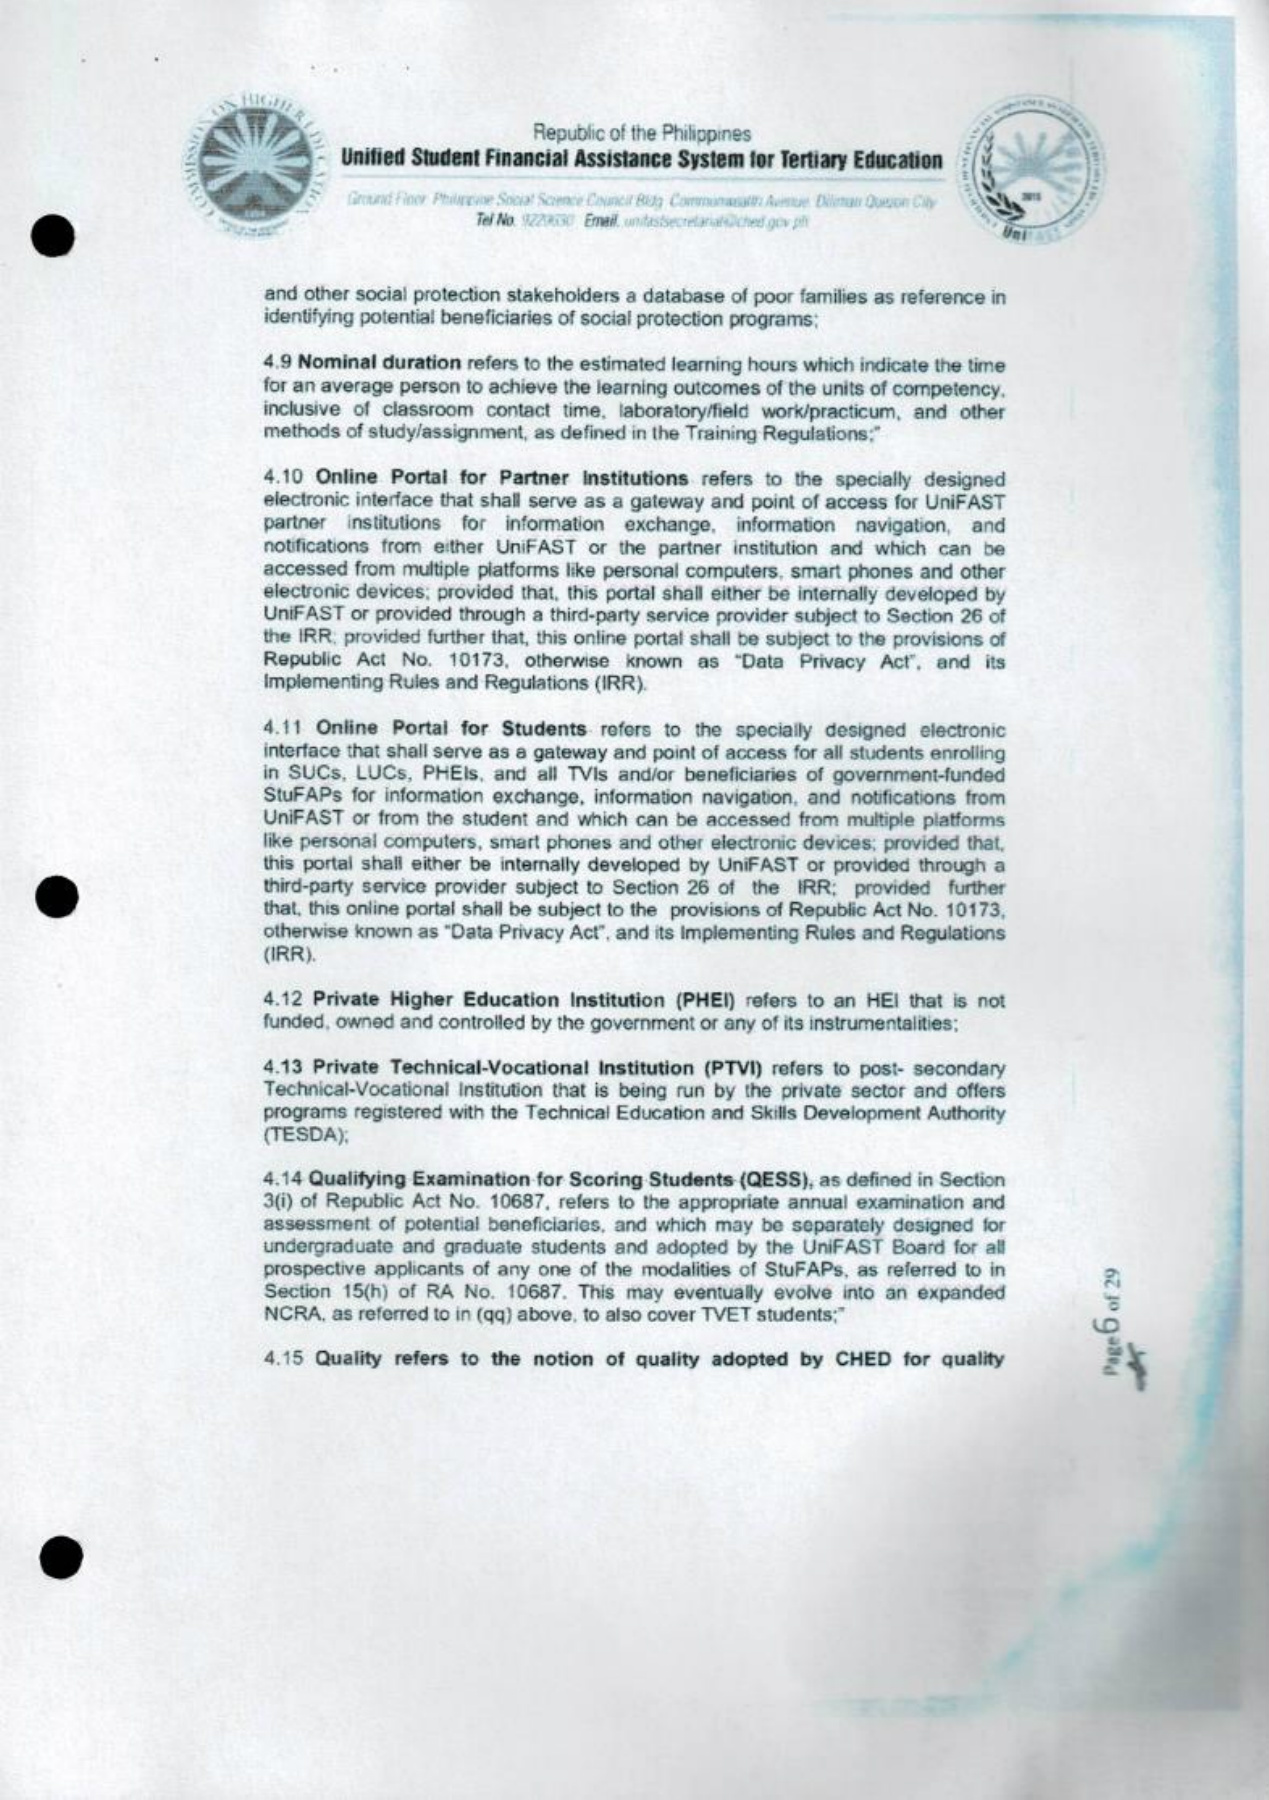 COMMISSION ON HIGHER EDUCATION
Republic of the Philippines
Unified Student Financial Assistance System for Tertiary Education
Ground Floor Philippine Social Science Council Bldg Commonwealth Avenue Diliman Quezon City
Tel No. Email. unifastsecretariat@ched.gov.ph
2015
UniFAST
and other social protection stakeholders a database of poor families as reference in
identifying potential beneficiaries of social protection programs;
4.9 Nominal duration refers to the estimated learning hours which indicate the time
for an average person to achieve the learning outcomes of the units of competency,
inclusive of classroom contact time, laboratory/field work/practicum, and other
methods of study/assignment, as defined in the Training Regulations;"
4.10 Online Portal for Partner Institutions refers to the specially designed
electronic interface that shall serve as a gateway and point of access for UniFAST
partner institutions for information exchange, information navigation, and
notifications from either UniFAST or the partner institution and which can be
accessed from multiple platforms like personal computers, smart phones and other
electronic devices; provided that, this portal shall either be internally developed by
UniFAST or provided through a third-party service provider subject to Section 26 of
the IRR; provided further that, this online portal shall be subject to the provisions of
Republic Act No. 10173, otherwise known as "Data Privacy Act", and its
Implementing Rules and Regulations (IRR).
4.11 Online Portal for Students refers to the specially designed electronic
interface that shall serve as a gateway and point of access for all students enrolling
in SUCs, LUCs, PHEIs, and all TVIs and/or beneficiaries of government-funded
StuFAPs for information exchange, information navigation, and notifications from
UniFAST or from the student and which can be accessed from multiple platforms
like personal computers, smart phones and other electronic devices; provided that,
this portal shall either be internally developed by UniFAST or provided through a
third-party service provider subject to Section 26 of the IRR; provided further
that, this online portal shall be subject to the provisions of Republic Act No. 10173,
otherwise known as "Data Privacy Act", and its Implementing Rules and Regulations
(IRR).
4.12 Private Higher Education Institution (PHEI) refers to an HEI that is not
funded, owned and controlled by the government or any of its instrumentalities;
4.13 Private Technical-Vocational Institution (PTVI) refers to post- secondary
Technical-Vocational Institution that is being run by the private sector and offers
programs registered with the Technical Education and Skills Development Authority
(TESDA);
4.14 Qualifying Examination for Scoring Students (QESS), as defined in Section
3(i) of Republic Act No. 10687, refers to the appropriate annual examination and
assessment of potential beneficiaries, and which may be separately designed for
undergraduate and graduate students and adopted by the UniFAST Board for all
prospective applicants of any one of the modalities of StuFAPs, as referred to in
Section 15(h) of RA No. 10687. This may eventually evolve into an expanded
NCRA, as referred to in (qq) above, to also cover TVET students;"
4.15 Quality refers to the notion of quality adopted by CHED for quality
Page 6 of 29